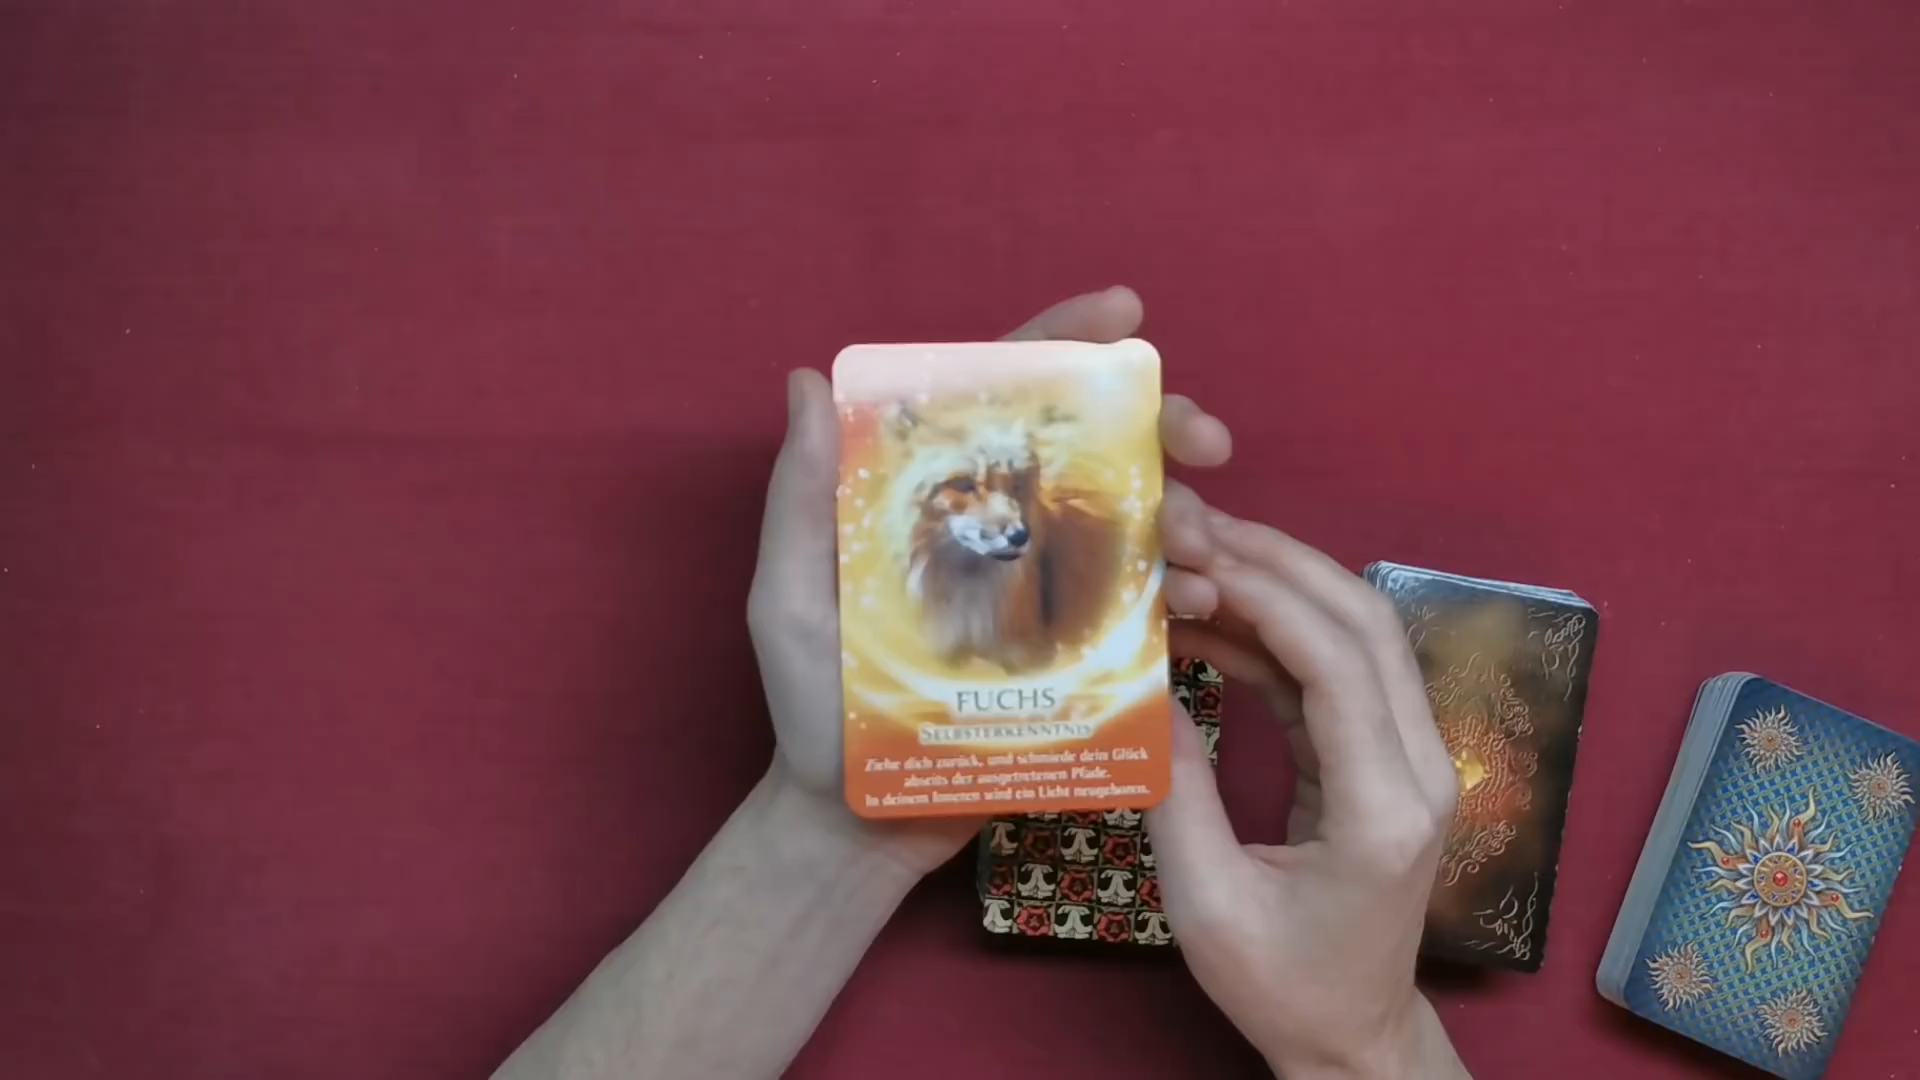 FUCHS
SELBSTERKENNTNIS
Ziehe dich zurück, und schmiede dein Glück
abseits der ausgetretenen Pfade.
In deinem Inneren wird ein Licht neugeboren.